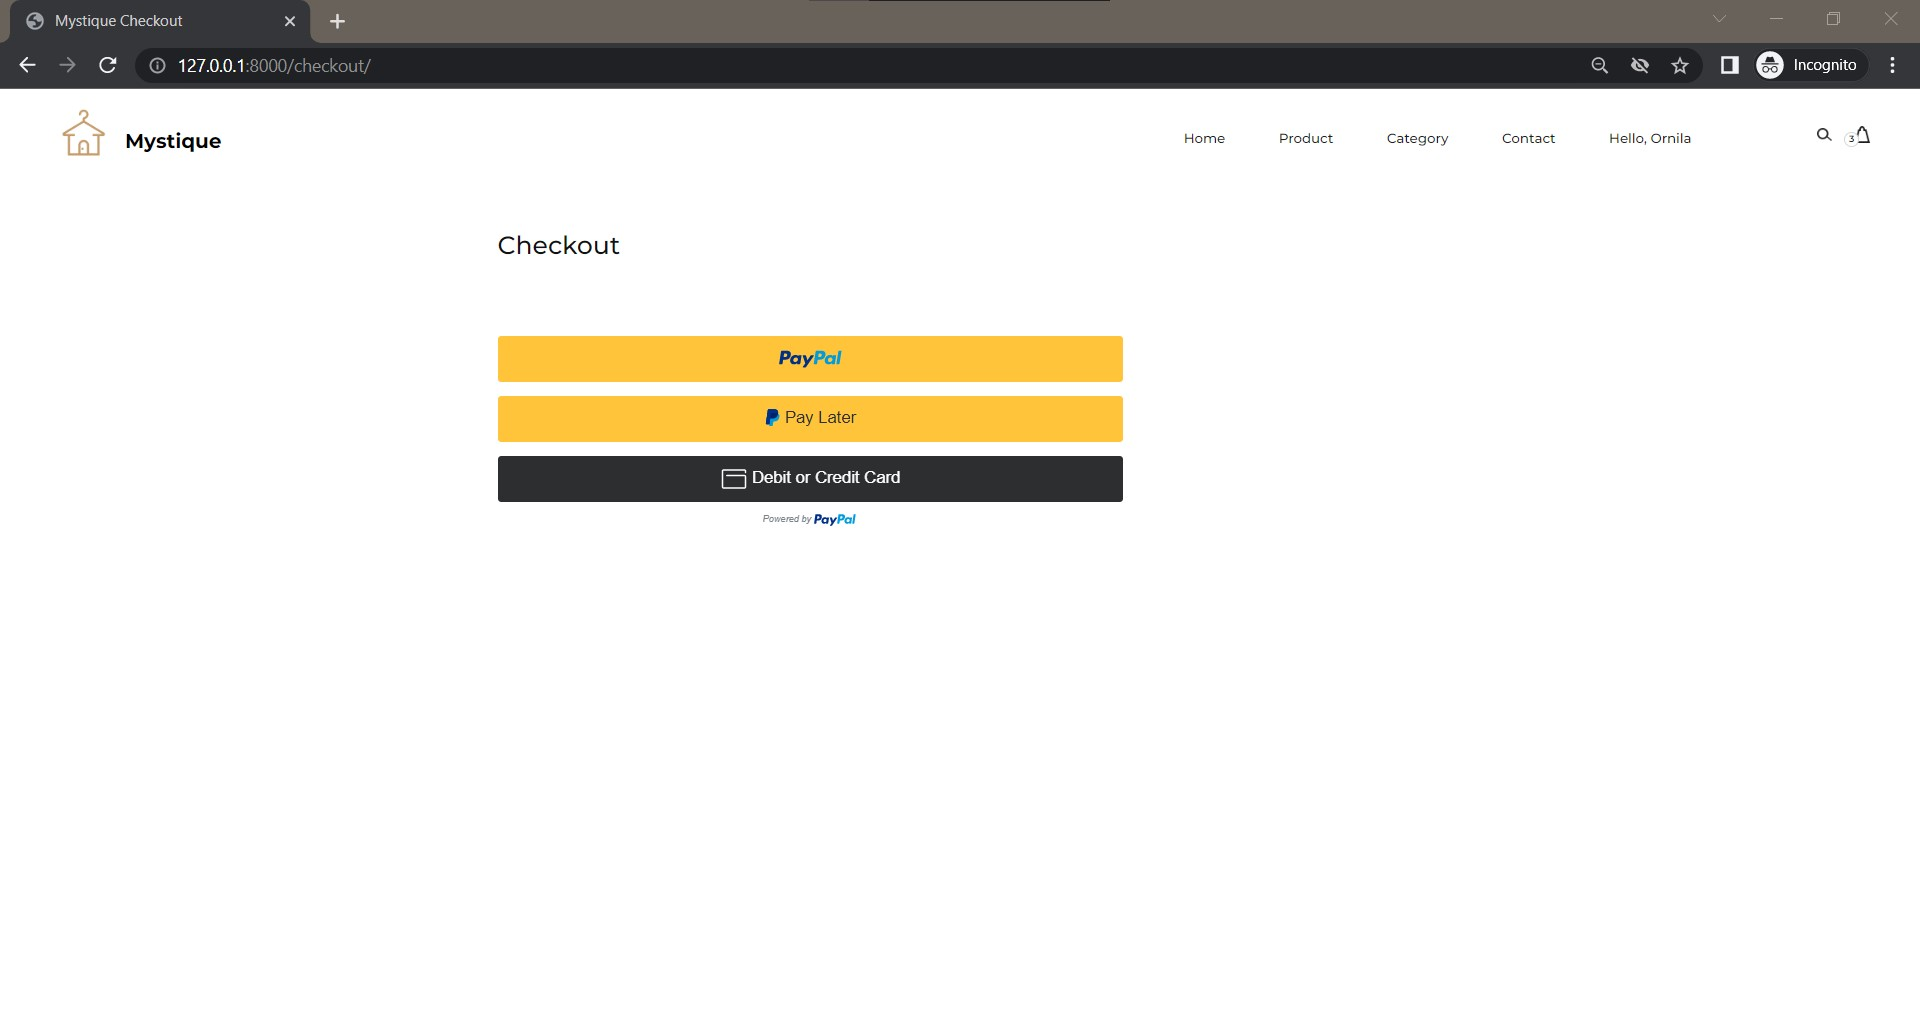 Mystique Checkout
127.0.0.1:8000/checkout/
Incognito
Mystique
Home
Product
Category
Contact
Hello, Ornila
3
Checkout
PayPal
Pay Later
Debit or Credit Card
Powered by PayPal